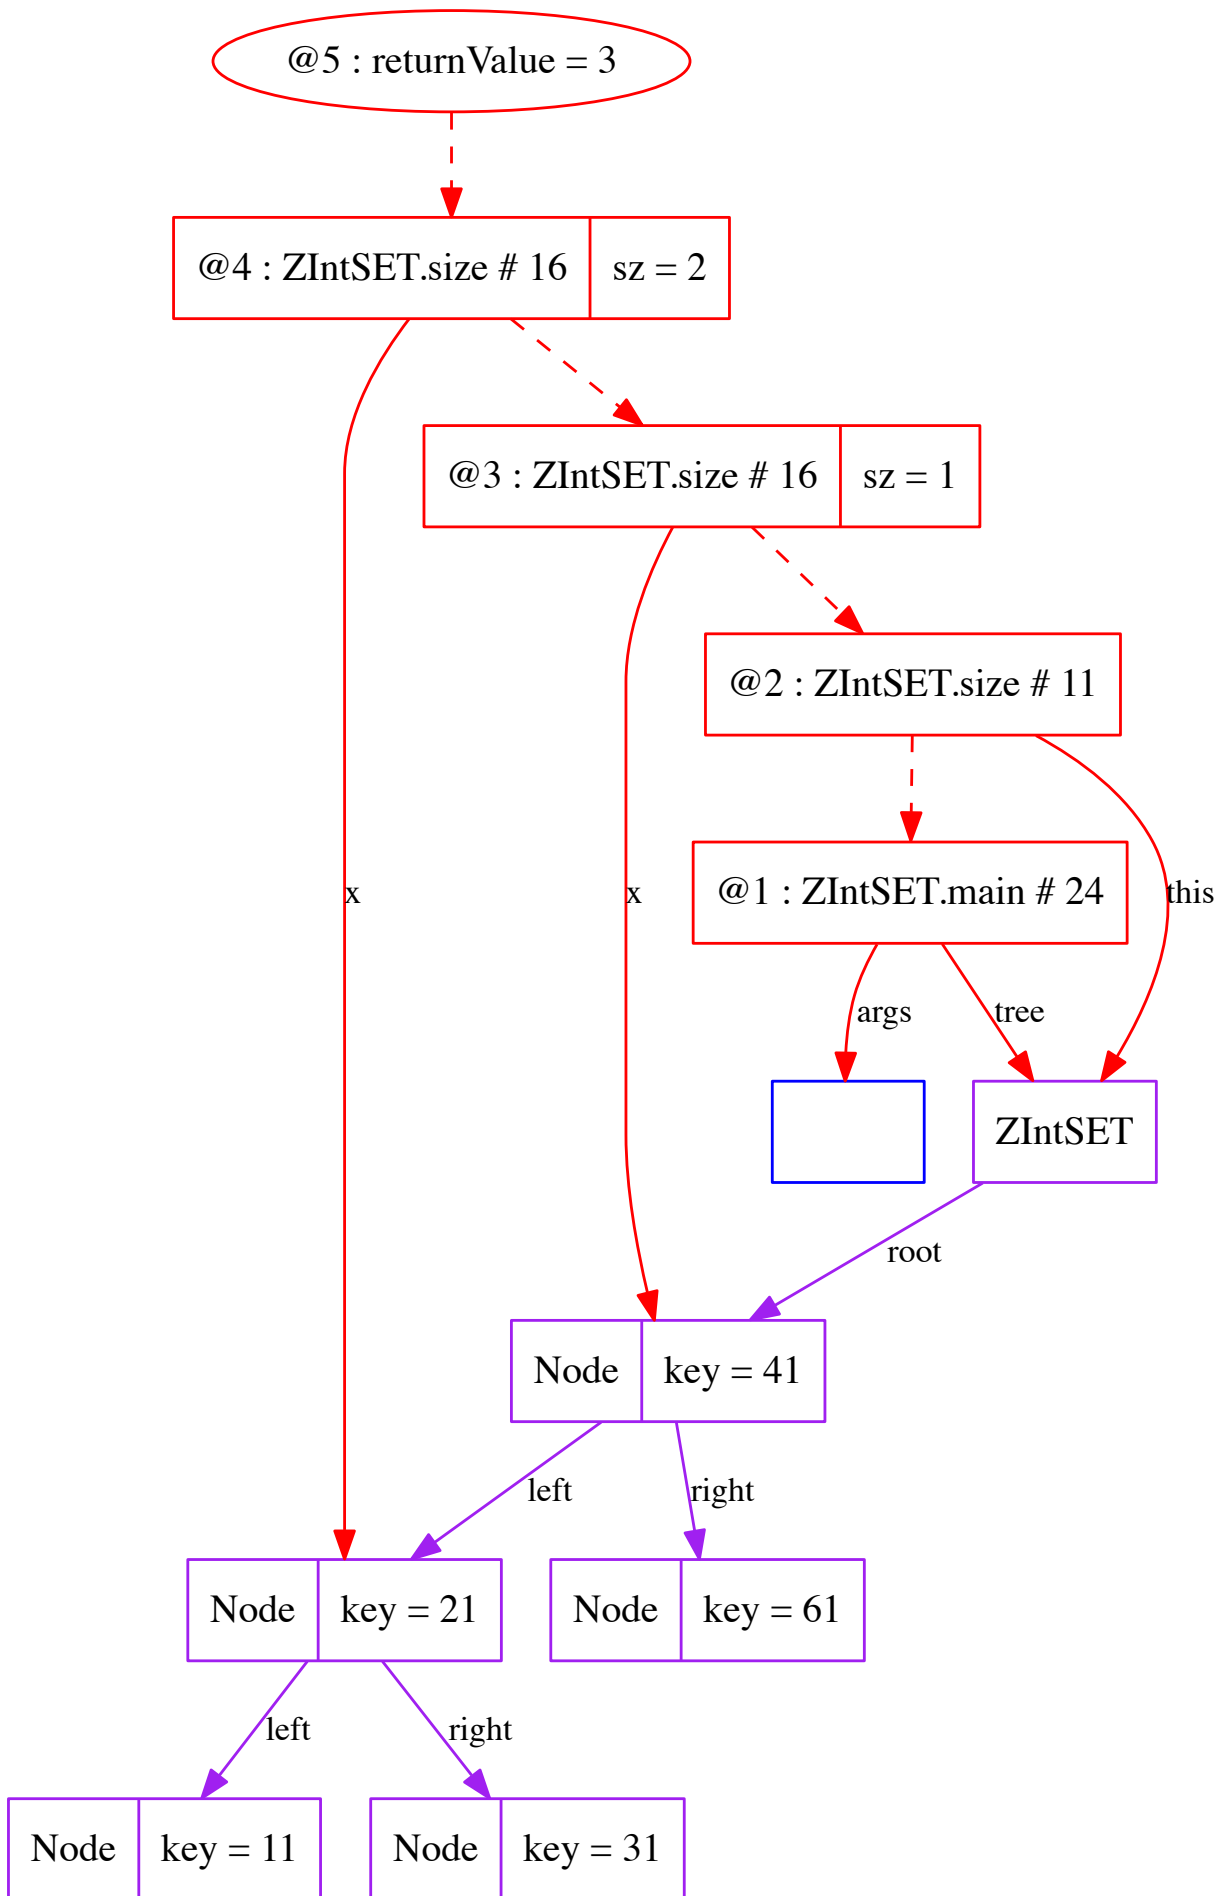 @5 : returnValue = 3
@4 : ZIntSET.size # 16
sz = 2
@3 : ZIntSET.size # 16
sz = 1
@2 : ZIntSET.size # 11
@1 : ZIntSET.main # 24
x
x
this
args
tree
ZIntSET
root
Node
key = 41
left
right
Node
key = 21
Node
key = 61
left
right
Node
key = 11
Node
key = 31